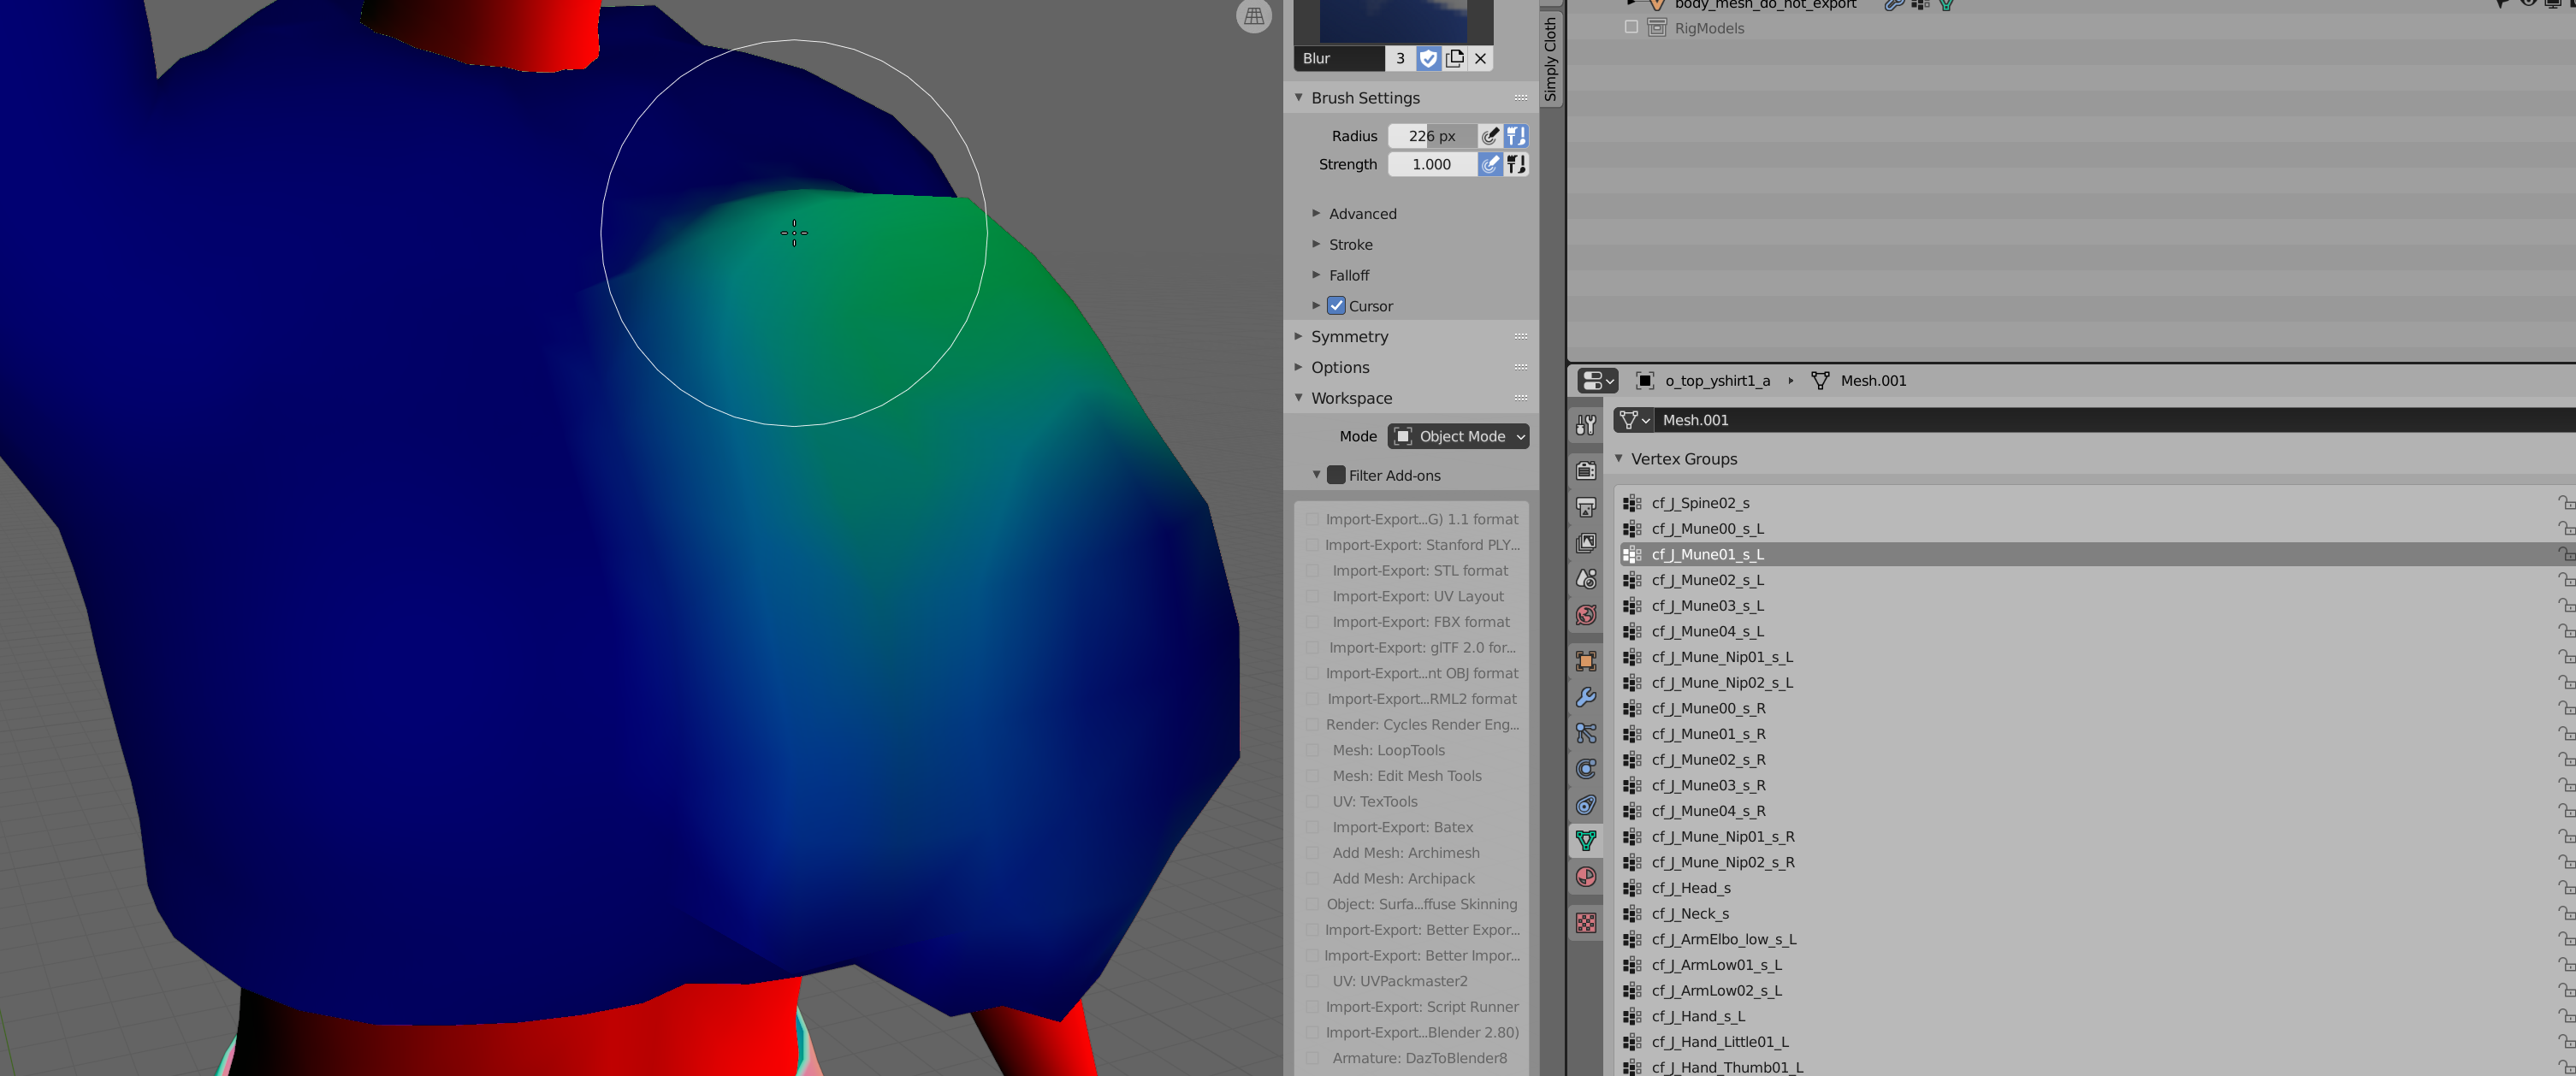 Blur 3
Brush Settings
Radius 226 px
Strength 1.000
Advanced
Stroke
Falloff
Cursor
Symmetry
Options
Workspace
Mode Object Mode
Filter Add-ons
Import-Export...G) 1.1 format
Import-Export: Stanford PLY...
Import-Export: STL format
Import-Export: UV Layout
Import-Export: FBX format
Import-Export: glTF 2.0 for...
Import-Export...nt OBJ format
Import-Export...RML2 format
Render: Cycles Render Eng...
Mesh: LoopTools
Mesh: Edit Mesh Tools
UV: TexTools
Import-Export: Batex
Add Mesh: Archimesh
Add Mesh: Archipack
Object: Surfa...ffuse Skinning
Import-Export: Better Expor...
Import-Export: Better Impor...
UV: UVPackmaster2
Import-Export: Script Runner
Import-Export...Blender 2.80)
Armature: DazToBlender8
Simply Cloth
body_mesh_do_not_export
RigModels
o_top_yshirt1_a Mesh.001
Mesh.001
Vertex Groups
cf_J_Spine02_s
cf_J_Mune00_s_L
cf_J_Mune01_s_L
cf_J_Mune02_s_L
cf_J_Mune03_s_L
cf_J_Mune04_s_L
cf_J_Mune_Nip01_s_L
cf_J_Mune_Nip02_s_L
cf_J_Mune00_s_R
cf_J_Mune01_s_R
cf_J_Mune02_s_R
cf_J_Mune03_s_R
cf_J_Mune04_s_R
cf_J_Mune_Nip01_s_R
cf_J_Mune_Nip02_s_R
cf_J_Head_s
cf_J_Neck_s
cf_J_ArmElbo_low_s_L
cf_J_ArmLow01_s_L
cf_J_ArmLow02_s_L
cf_J_Hand_s_L
cf_J_Hand_Little01_L
cf_J_Hand_Thumb01_L